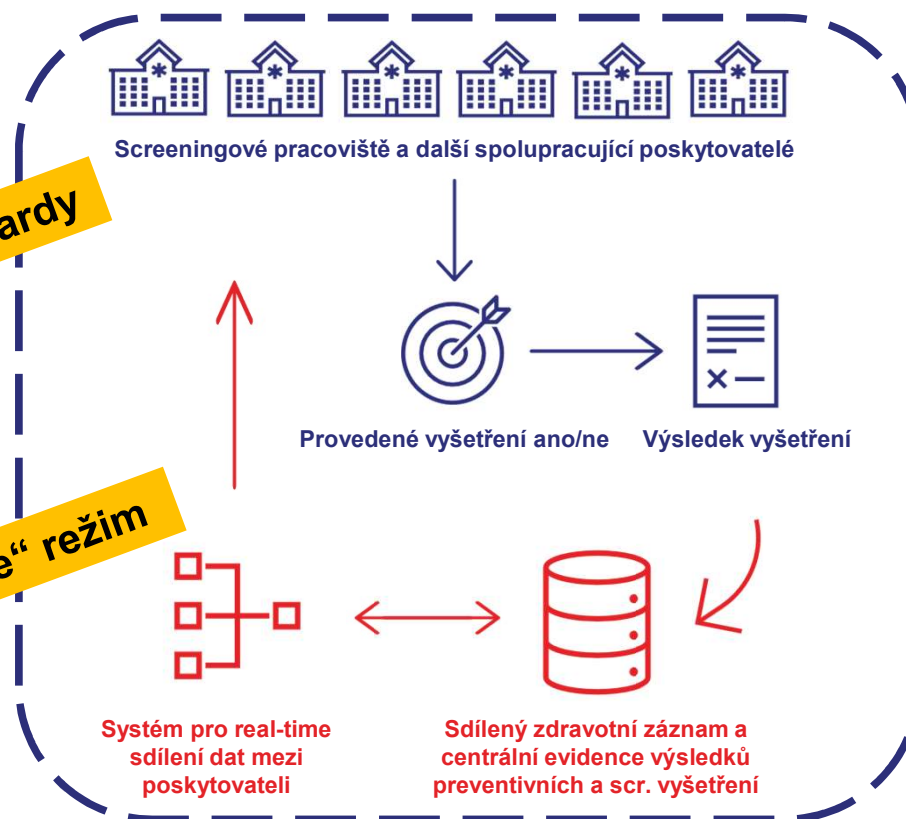 Screeningové pracoviště a další spolupracující poskytovatelé
Provedené vyšetření ano/ne
Výsledek vyšetření
režim
Systém pro real-time
sdílení dat mezi
poskytovateli
Sdílený zdravotní záznam a
centrální evidence výsledků
preventivních a scr. vyšetření